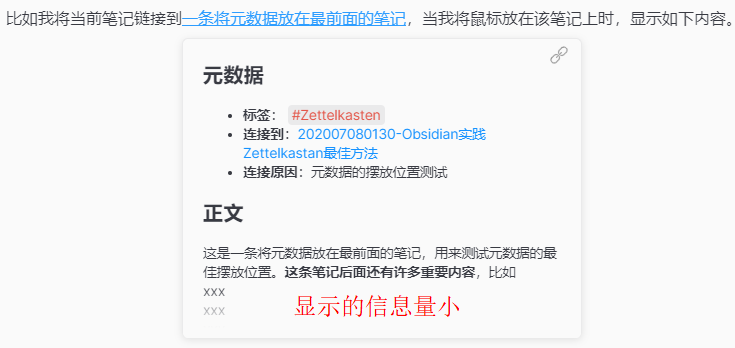 比如我将当前笔记链接到一条将元数据放在最前面的笔记，当我将鼠标放在该笔记上时，显示如下内容。
元数据
标签： #Zettelkasten
连接到：202007080130-Obsidian实践
Zettelkastan最佳方法
连接原因：元数据的摆放位置测试
正文
这是一条将元数据放在最前面的笔记，用来测试元数据的最
佳摆放位置。这条笔记后面还有许多重要内容，比如
xxx
xxx
显示的信息量小